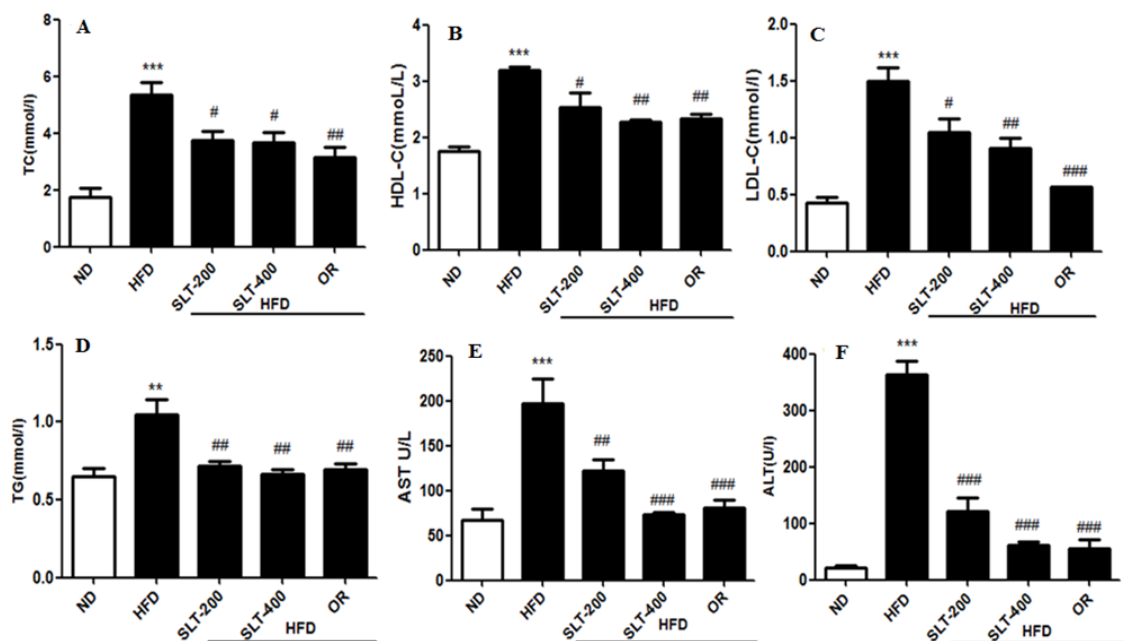 A
TC(mmol/l)
8
6
4
2
0
***
#
#
##
ND
HFD
SLT-200
SLT-400
OR
HFD
B
HDL-C(mmoL/L)
4
3
2
1
0
***
#
##
##
ND
HFD
SLT-200
SLT-400
OR
HFD
C
LDL-C(mmol/l)
2.0
1.5
1.0
0.5
0.0
***
#
##
###
ND
HFD
SLT-200
SLT-400
OR
HFD
D
TG(mmol/l)
1.5
1.0
0.5
0.0
**
##
##
##
ND
HFD
SLT-200
SLT-400
OR
HFD
E
AST U/L
250
200
150
100
50
0
***
##
###
###
ND
HFD
SLT-200
SLT-400
OR
HFD
F
ALT(U/l)
400
300
200
100
0
***
###
###
###
ND
HFD
SLT-200
SLT-400
OR
HFD